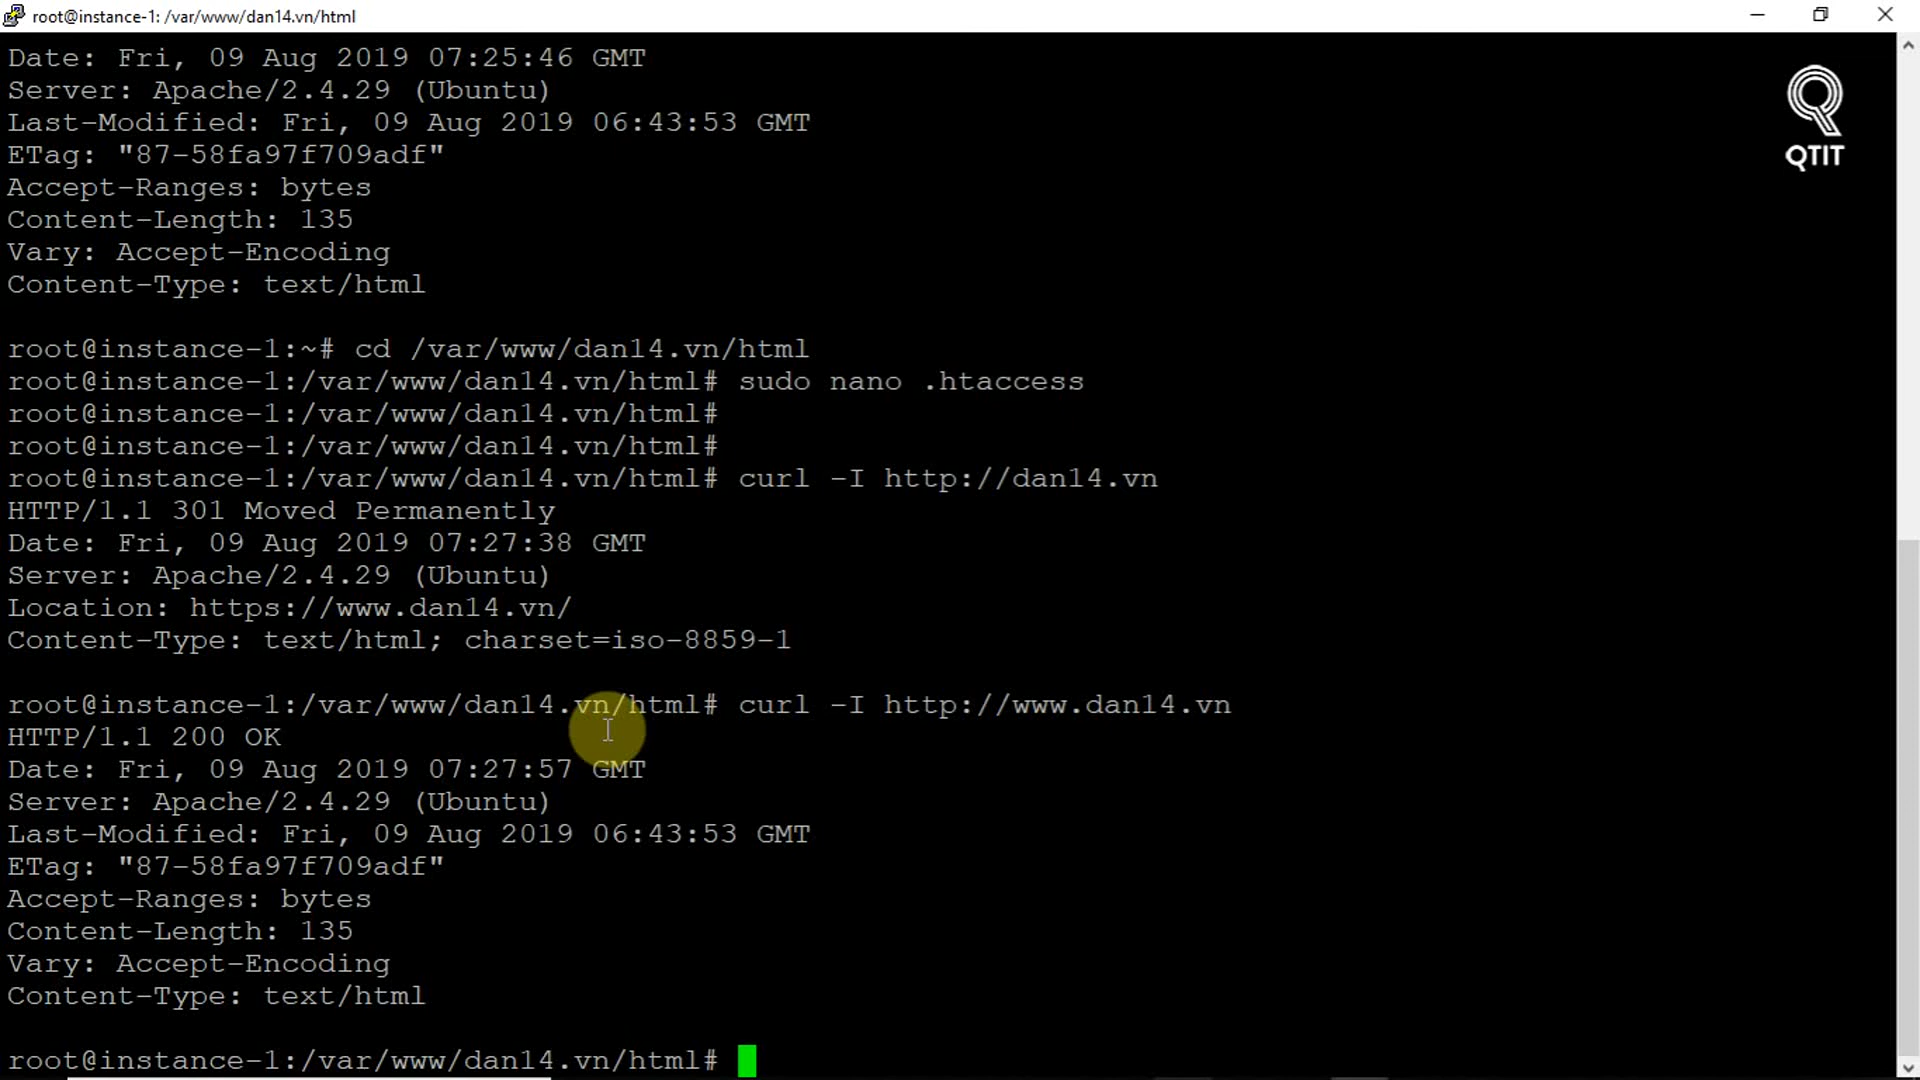 root@instance-1: /var/www/dan14.vn/html
Date: Fri, 09 Aug 2019 07:25:46 GMT
Server: Apache/2.4.29 (Ubuntu)
Last-Modified: Fri, 09 Aug 2019 06:43:53 GMT
ETag: "87-58fa97f709adf"
Accept-Ranges: bytes
Content-Length: 135
Vary: Accept-Encoding
Content-Type: text/html
QTIT
root@instance-1:~# cd /var/www/dan14.vn/html
root@instance-1:/var/www/dan14.vn/html# sudo nano .htaccess
root@instance-1:/var/www/dan14.vn/html#
root@instance-1:/var/www/dan14.vn/html#
root@instance-1:/var/www/dan14.vn/html# curl -I http://dan14.vn
HTTP/1.1 301 Moved Permanently
Date: Fri, 09 Aug 2019 07:27:38 GMT
Server: Apache/2.4.29 (Ubuntu)
Location: https://www.dan14.vn/
Content-Type: text/html; charset=iso-8859-1
root@instance-1:/var/www/dan14.vn/html# curl -I http://www.dan14.vn
HTTP/1.1 200 OK
Date: Fri, 09 Aug 2019 07:27:57 GMT
Server: Apache/2.4.29 (Ubuntu)
Last-Modified: Fri, 09 Aug 2019 06:43:53 GMT
ETag: "87-58fa97f709adf"
Accept-Ranges: bytes
Content-Length: 135
Vary: Accept-Encoding
Content-Type: text/html
root@instance-1:/var/www/dan14.vn/html#